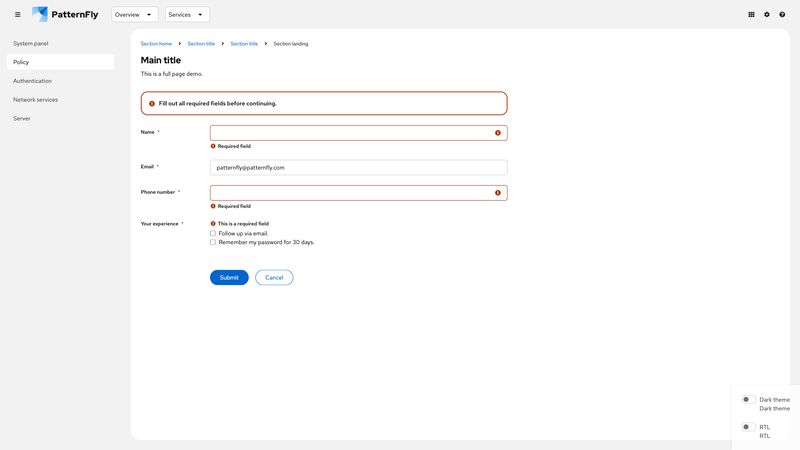 PatternFly
Overview
Services
System panel
Policy
Authentication
Network services
Server
Section home
Section title
Section title
Section landing
Main title
This is a full page demo.
Fill out all required fields before continuing.
Name *
Required field
Email *
patternfly@patternfly.com
Phone number *
Required field
Your experience *
This is a required field
Follow up via email.
Remember my password for 30 days.
Submit
Cancel
Dark theme
Dark theme
RTL
RTL